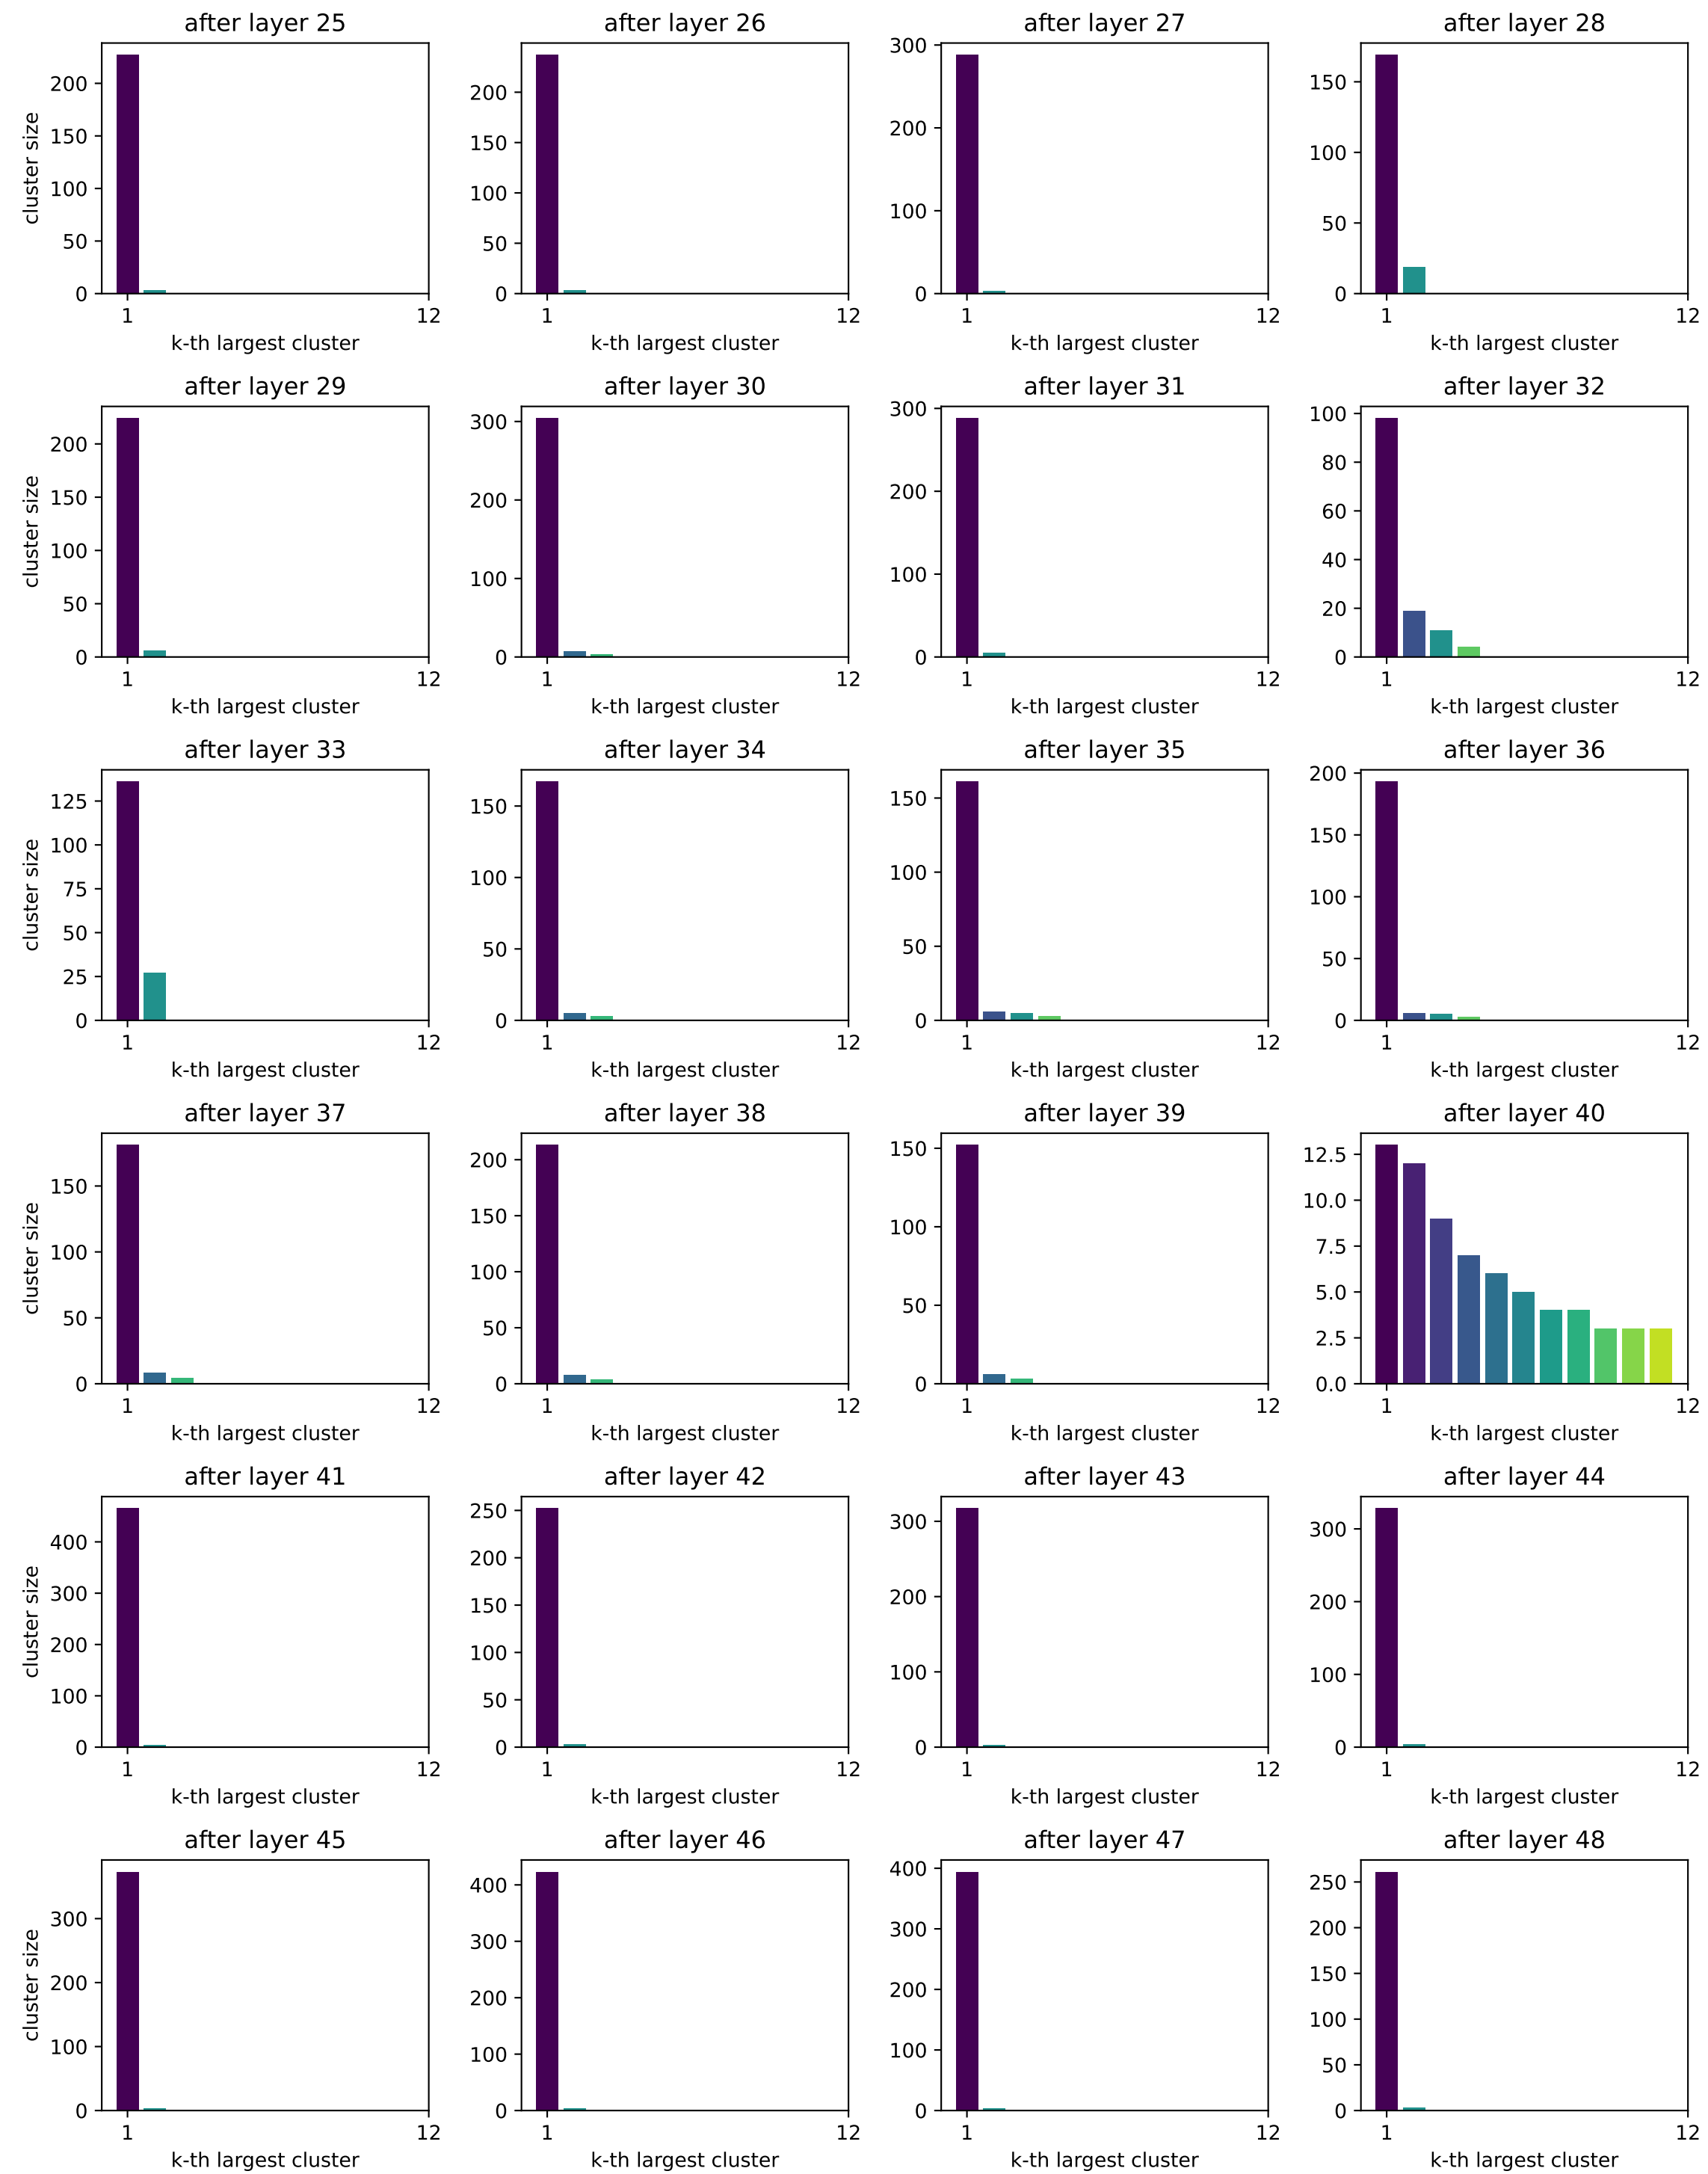 after layer 25
200
150
100
50
0
cluster size
1 12
k-th largest cluster
after layer 26
200
150
100
50
0
1 12
k-th largest cluster
after layer 27
300
200
100
0
1 12
k-th largest cluster
after layer 28
150
100
50
0
1 12
k-th largest cluster
after layer 29
200
150
100
50
0
cluster size
1 12
k-th largest cluster
after layer 30
300
200
100
0
1 12
k-th largest cluster
after layer 31
300
200
100
0
1 12
k-th largest cluster
after layer 32
100
80
60
40
20
0
1 12
k-th largest cluster
after layer 33
125
100
75
50
25
0
cluster size
1 12
k-th largest cluster
after layer 34
150
100
50
0
1 12
k-th largest cluster
after layer 35
150
100
50
0
1 12
k-th largest cluster
after layer 36
200
150
100
50
0
1 12
k-th largest cluster
after layer 37
150
100
50
0
cluster size
1 12
k-th largest cluster
after layer 38
200
150
100
50
0
1 12
k-th largest cluster
after layer 39
150
100
50
0
1 12
k-th largest cluster
after layer 40
12.5
10.0
7.5
5.0
2.5
0.0
1 12
k-th largest cluster
after layer 41
400
300
200
100
0
cluster size
1 12
k-th largest cluster
after layer 42
250
200
150
100
50
0
1 12
k-th largest cluster
after layer 43
300
200
100
0
1 12
k-th largest cluster
after layer 44
300
200
100
0
1 12
k-th largest cluster
after layer 45
300
200
100
0
cluster size
1 12
k-th largest cluster
after layer 46
400
300
200
100
0
1 12
k-th largest cluster
after layer 47
400
300
200
100
0
1 12
k-th largest cluster
after layer 48
250
200
150
100
50
0
1 12
k-th largest cluster